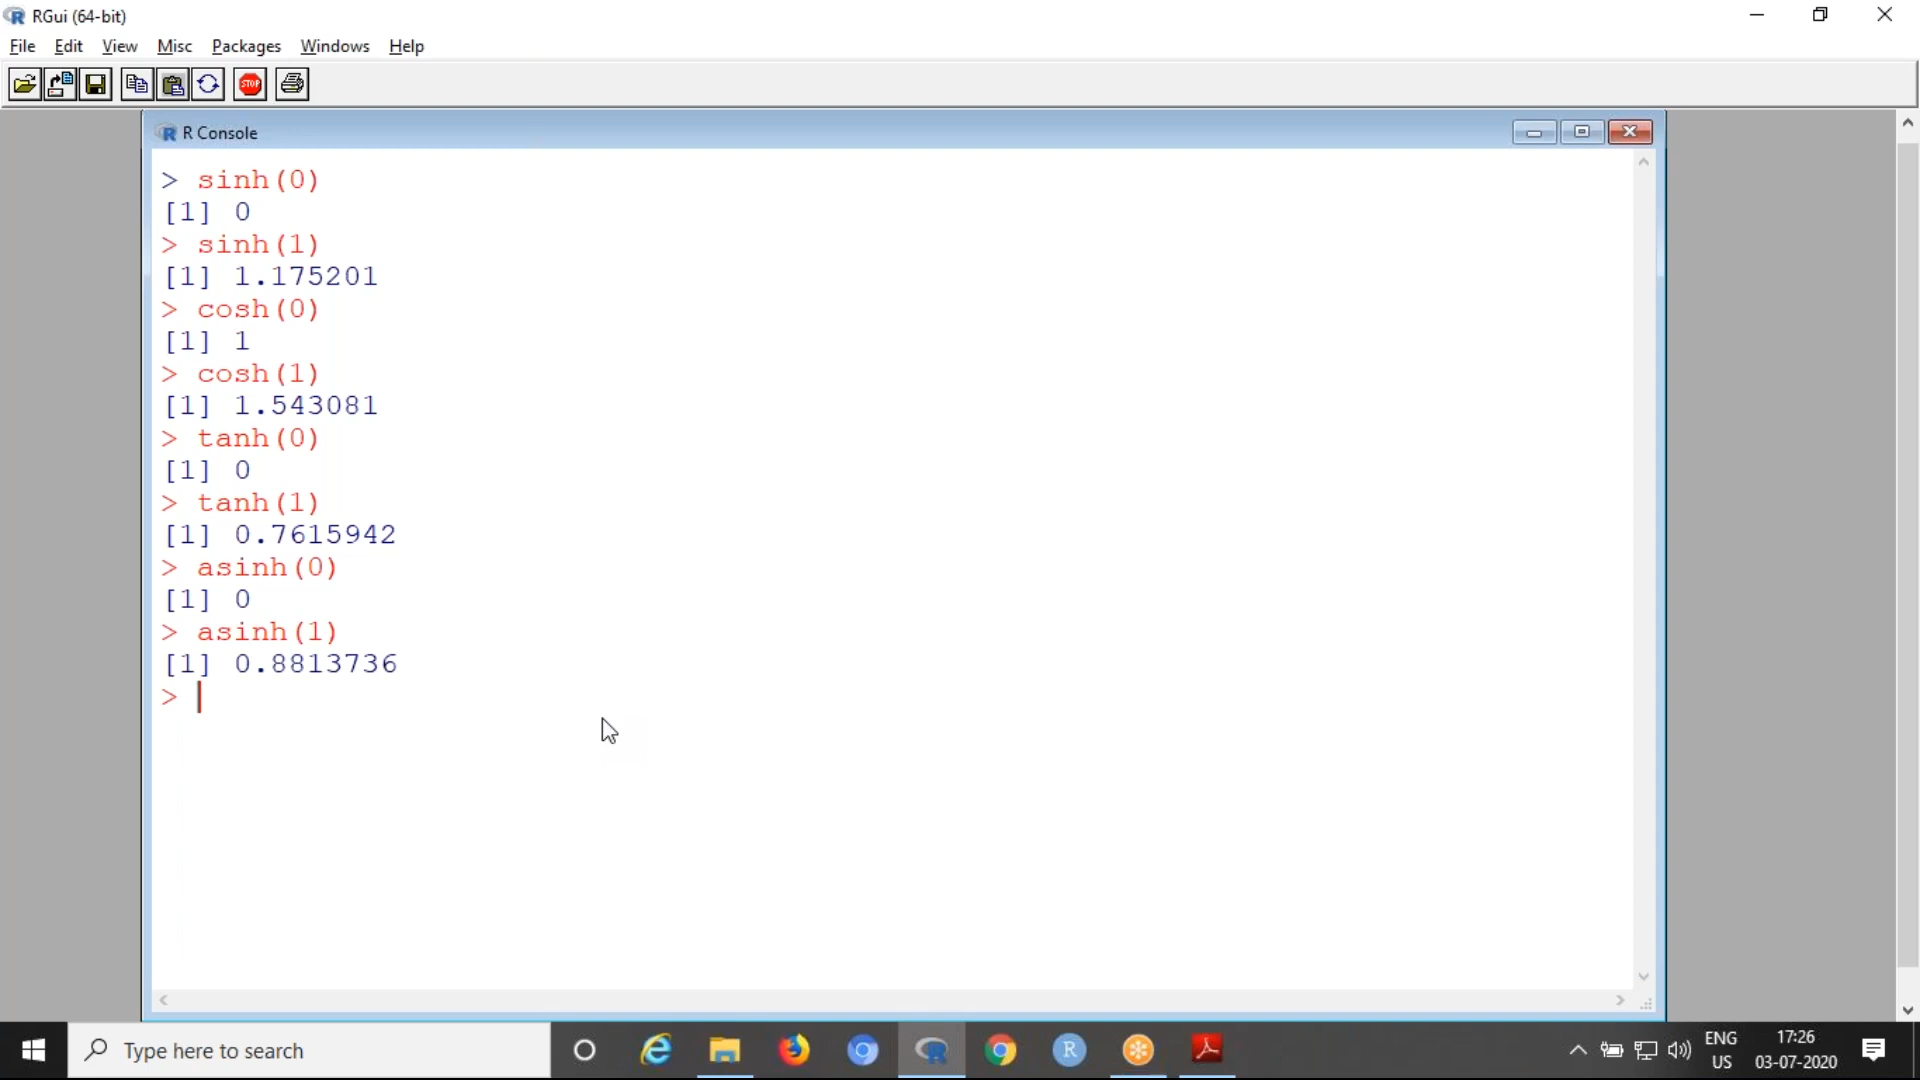 RGui (64-bit)
File Edit View Misc Packages Windows Help
STOP
R Console
> sinh(0)
[1] 0
> sinh(1)
[1] 1.175201
> cosh(0)
[1] 1
> cosh(1)
[1] 1.543081
> tanh(0)
[1] 0
> tanh(1)
[1] 0.7615942
> asinh(0)
[1] 0
> asinh(1)
[1] 0.8813736
>
Type here to search
ENG
US
17:26
03-07-2020